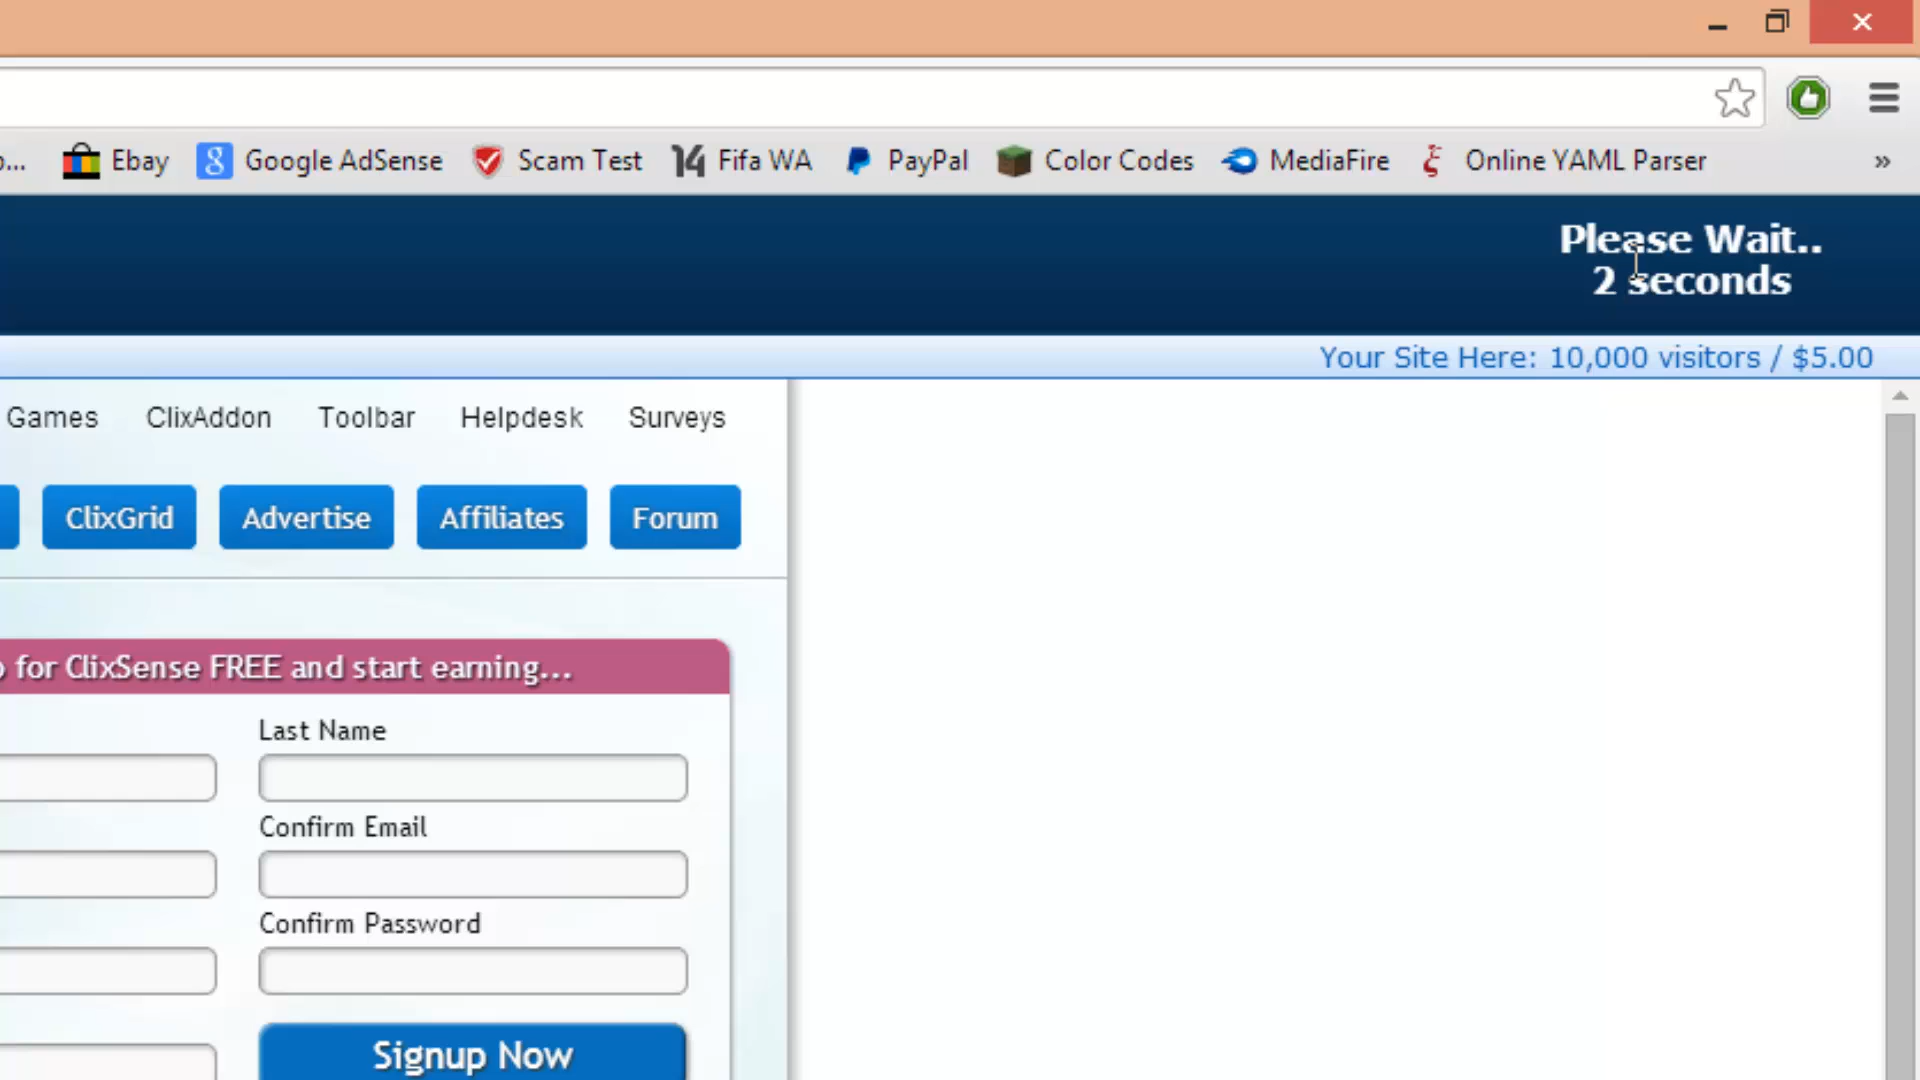 Ebay Google AdSense Scam Test Fifa WA PayPal Color Codes MediaFire Online YAML Parser »
Please Wait..
2 seconds
Your Site Here: 10,000 visitors / $5.00
Games ClixAddon Toolbar Helpdesk Surveys
ClixGrid Advertise Affiliates Forum
for ClixSense FREE and start earning...
Last Name
Confirm Email
Confirm Password
Signup Now